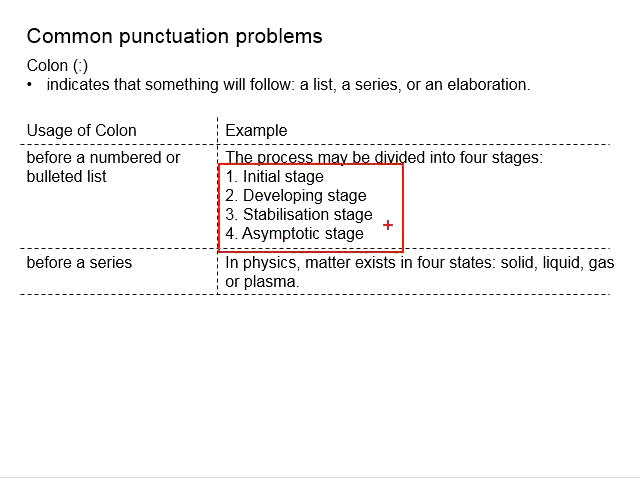 Common punctuation problems
Colon (:)
• indicates that something will follow: a list, a series, or an elaboration.
Usage of Colon
Example
before a numbered or
bulleted list
The process may be divided into four stages:
1. Initial stage
2. Developing stage
3. Stabilisation stage
4. Asymptotic stage
before a series
In physics, matter exists in four states: solid, liquid, gas
or plasma.